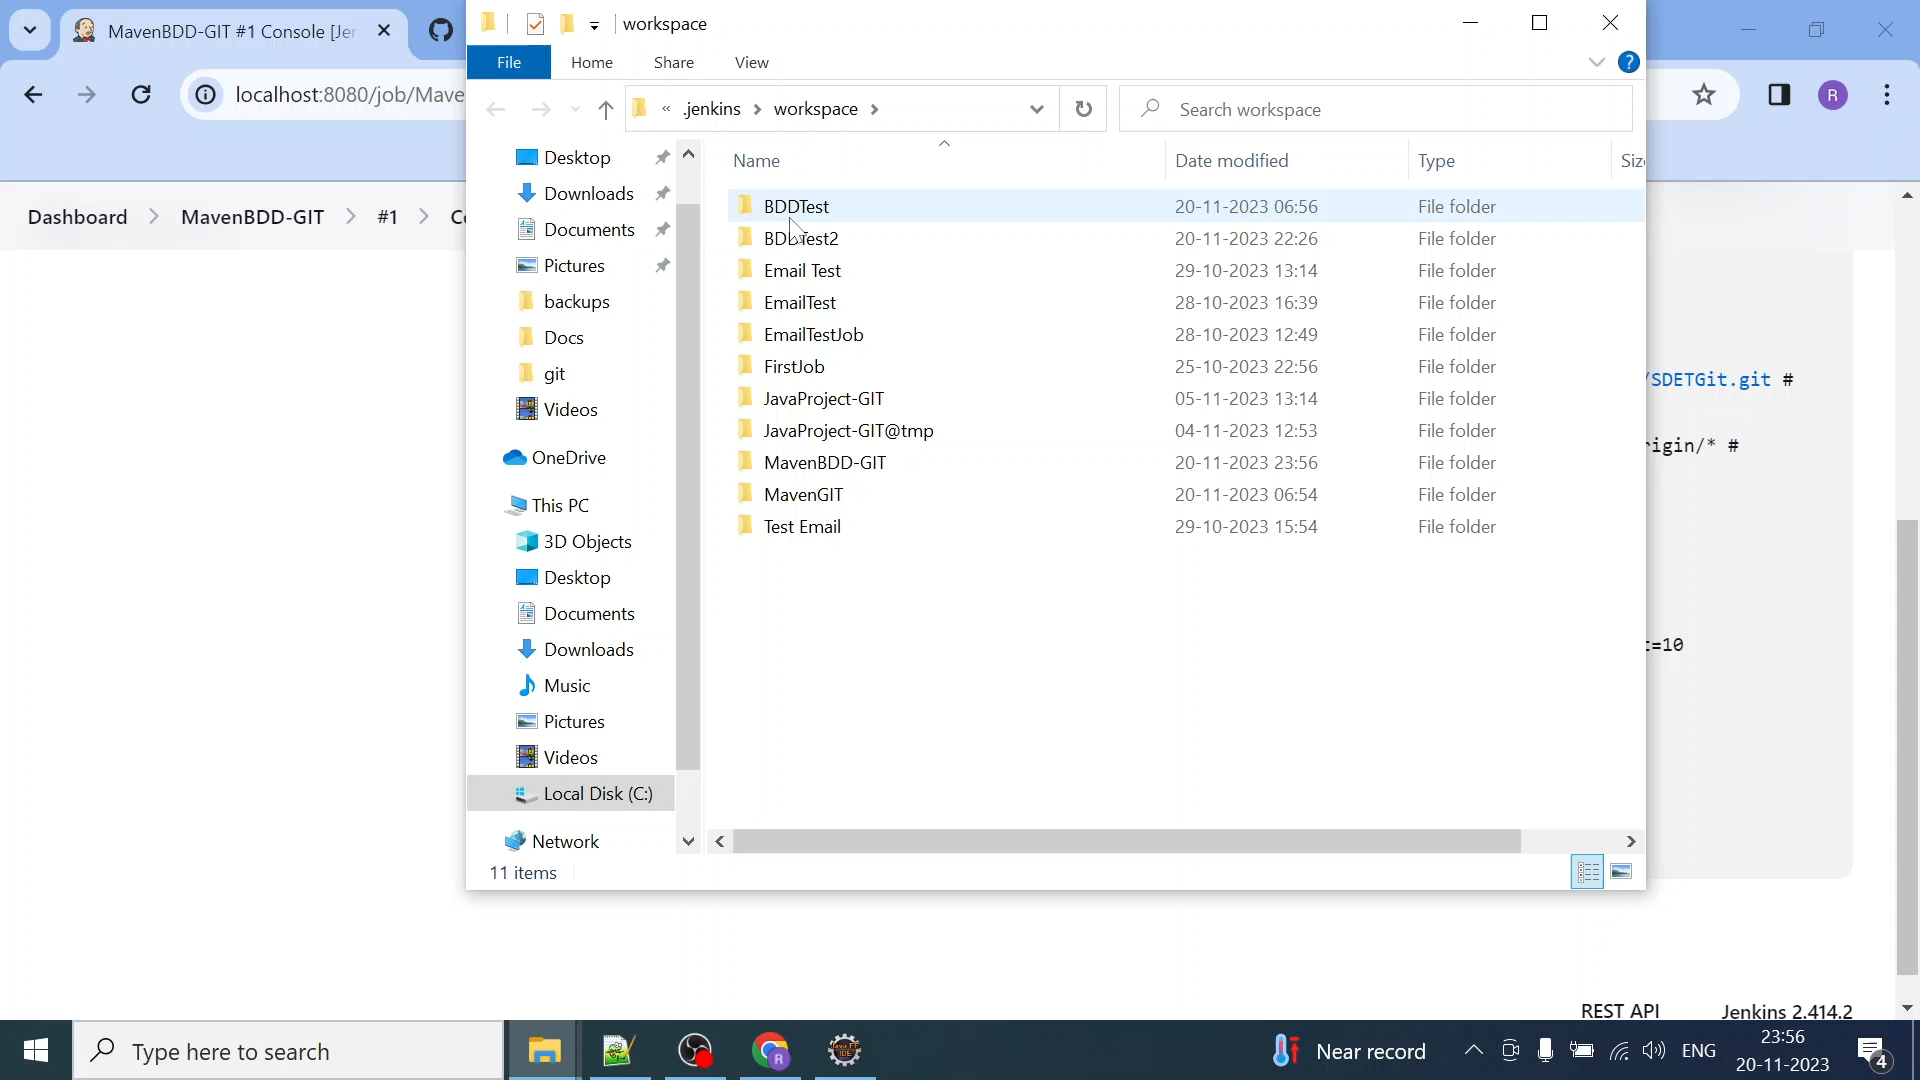 MavenBDD-GIT #1 Console [Jen
localhost:8080/job/Mave
R
Dashboard > MavenBDD-GIT > #1 >
workspace
File Home Share View
?
« .jenkins > workspace >
Search workspace
Desktop
Downloads
Documents
Pictures
backups
Docs
git
Videos
OneDrive
This PC
3D Objects
Desktop
Documents
Downloads
Music
Pictures
Videos
Local Disk (C:)
Network
Name Date modified Type Siz
BDDTest 20-11-2023 06:56 File folder
BDDTest2 20-11-2023 22:26 File folder
Email Test 29-10-2023 13:14 File folder
EmailTest 28-10-2023 16:39 File folder
EmailTestJob 28-10-2023 12:49 File folder
FirstJob 25-10-2023 22:56 File folder
JavaProject-GIT 05-11-2023 13:14 File folder
JavaProject-GIT@tmp 04-11-2023 12:53 File folder
MavenBDD-GIT 20-11-2023 23:56 File folder
MavenGIT 20-11-2023 06:54 File folder
Test Email 29-10-2023 15:54 File folder
11 items
/SDETGit.git #
rigin/* #
t=10
REST API Jenkins 2.414.2
Type here to search
Near record
ENG
23:56
20-11-2023
4